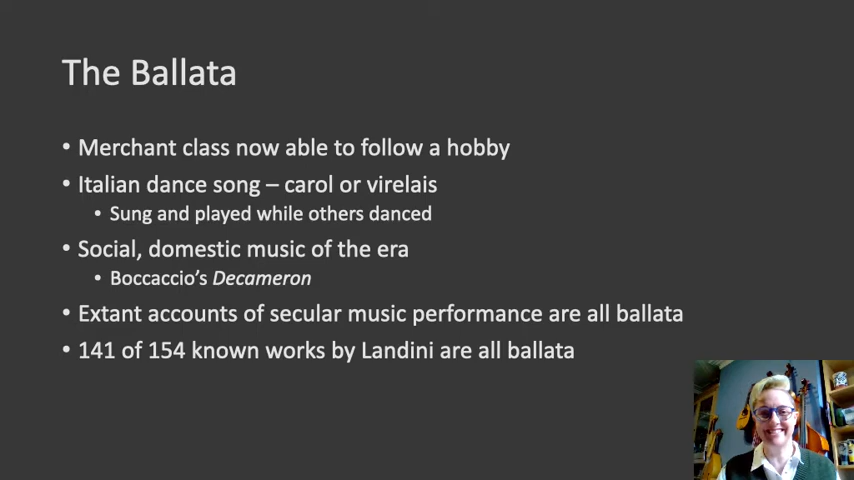 The Ballata
• Merchant class now able to follow a hobby
• Italian dance song – carol or virelais
• Sung and played while others danced
• Social, domestic music of the era
• Boccaccio's Decameron
• Extant accounts of secular music performance are all ballata
• 141 of 154 known works by Landini are all ballata